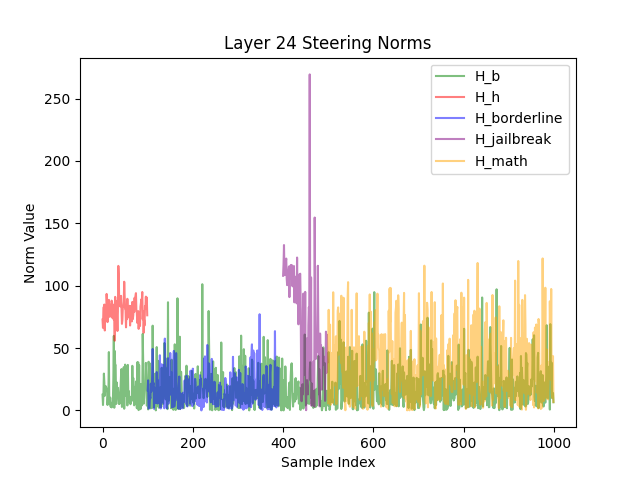 Layer 24 Steering Norms
H_b
H_h
H_borderline
H_jailbreak
H_math
Norm Value
250
200
150
100
50
0
0 200 400 600 800 1000
Sample Index